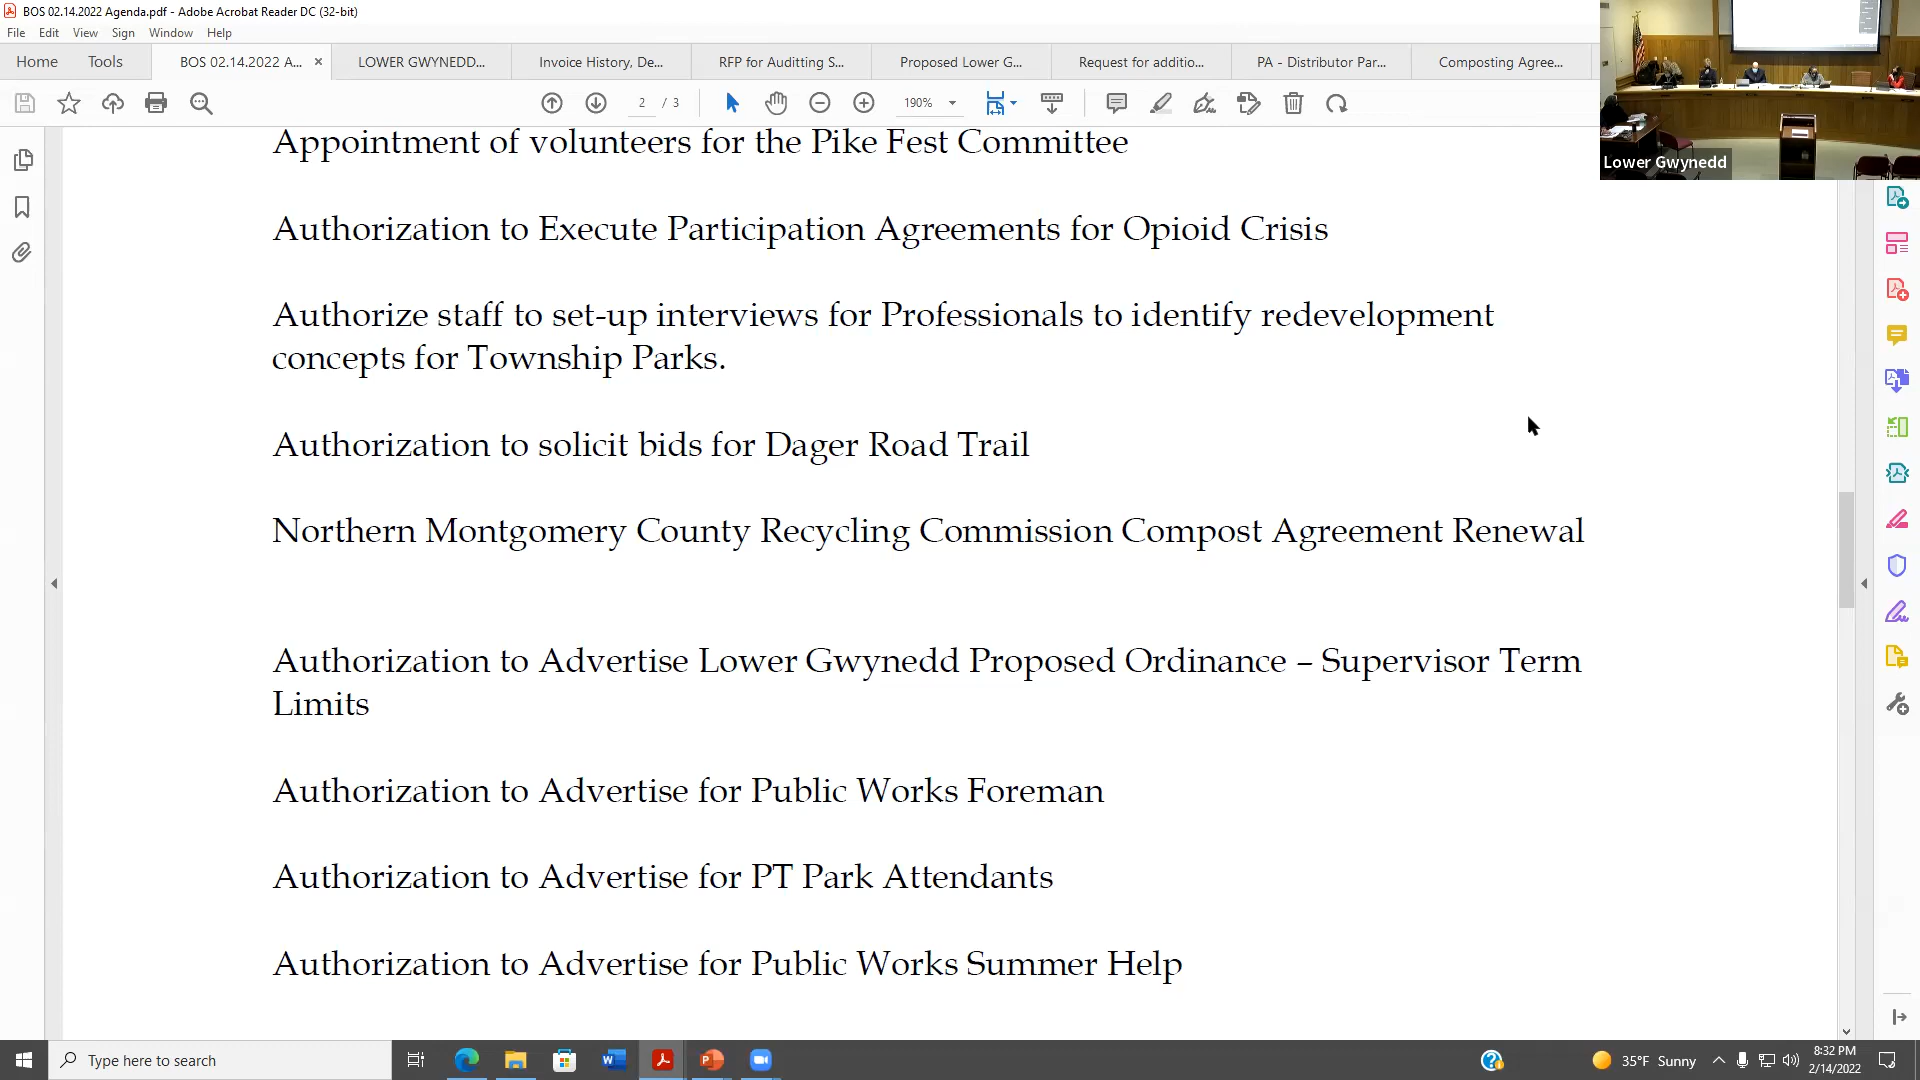 BOS 02.14.2022 Agenda.pdf - Adobe Acrobat Reader DC (32-bit)
File Edit View Sign Window Help
Home Tools BOS 02.14.2022 A... × LOWER GWYNEDD... Invoice History, De... RFP for Auditting S... Proposed Lower G... Request for additio... PA - Distributor Par... Composting Agree...
2 / 3 190%
Lower Gwynedd
Appointment of volunteers for the Pike Fest Committee
Authorization to Execute Participation Agreements for Opioid Crisis
Authorize staff to set-up interviews for Professionals to identify redevelopment
concepts for Township Parks.
Authorization to solicit bids for Dager Road Trail
Northern Montgomery County Recycling Commission Compost Agreement Renewal
Authorization to Advertise Lower Gwynedd Proposed Ordinance – Supervisor Term
Limits
Authorization to Advertise for Public Works Foreman
Authorization to Advertise for PT Park Attendants
Authorization to Advertise for Public Works Summer Help
Type here to search
35°F Sunny
8:32 PM
2/14/2022